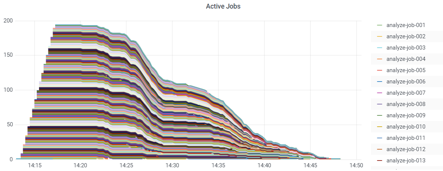 Active Jobs
200
150
100
50
0
14:15 14:20 14:25 14:30 14:35 14:40 14:45 14:50
analyze-job-001
analyze-job-002
analyze-job-003
analyze-job-004
analyze-job-005
analyze-job-006
analyze-job-007
analyze-job-008
analyze-job-009
analyze-job-010
analyze-job-011
analyze-job-012
analyze-job-013